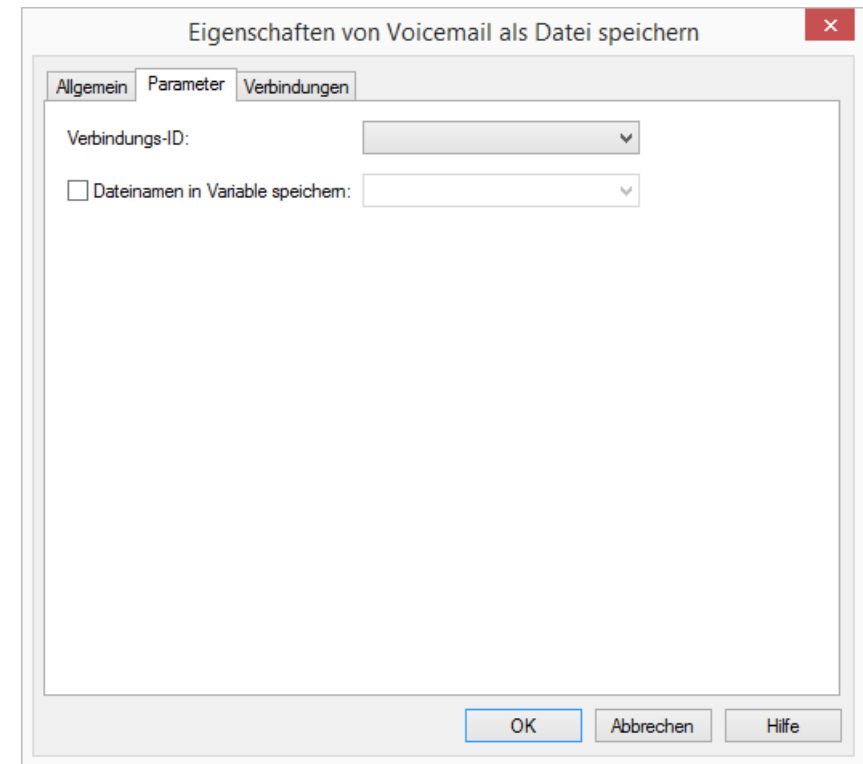 Eigenschaften von Voicemail als Datei speichern
Allgemein Parameter Verbindungen
Verbindungs-ID:
Dateinamen in Variable speichern:
OK Abbrechen Hilfe